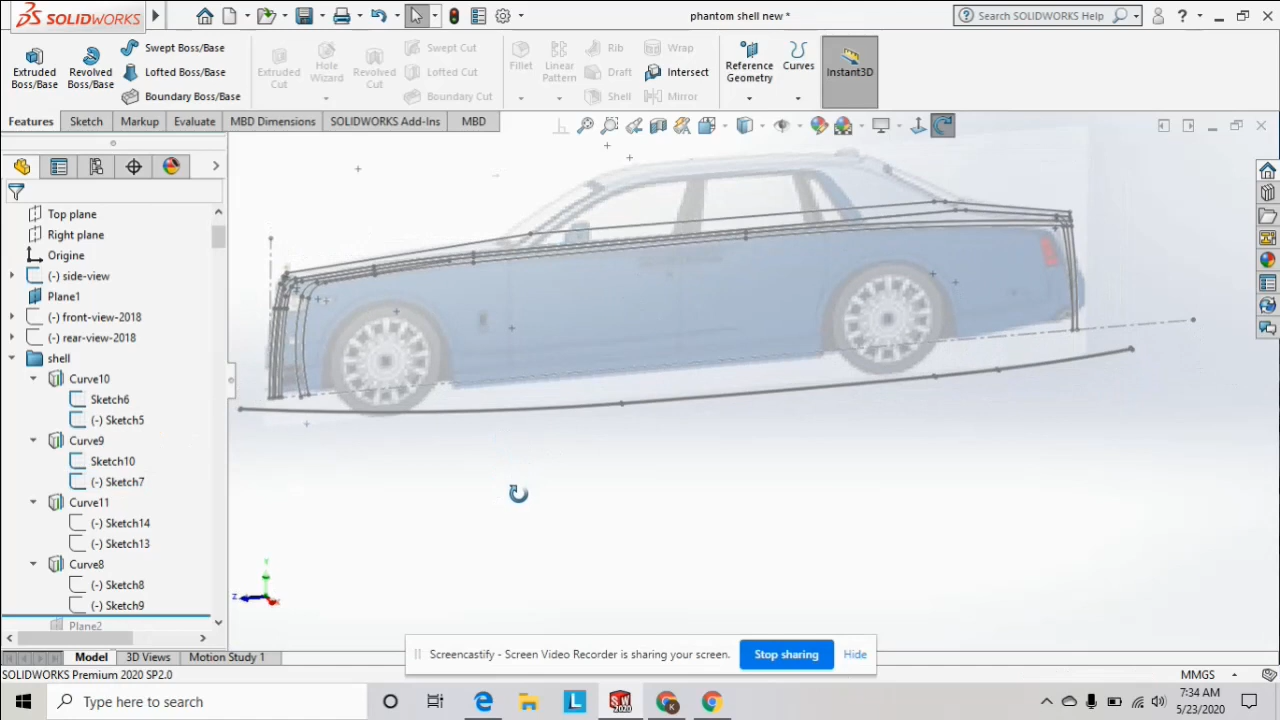 SOLIDWORKS
phantom shell new *
Search SOLIDWORKS Help
?
Extruded Boss/Base
Revolved Boss/Base
Swept Boss/Base
Lofted Boss/Base
Boundary Boss/Base
Extruded Cut
Hole Wizard
Revolved Cut
Swept Cut
Lofted Cut
Boundary Cut
Fillet
Linear Pattern
Rib
Draft
Shell
Wrap
Intersect
Mirror
Reference Geometry
Curves
Instant3D
Features
Sketch
Markup
Evaluate
MBD Dimensions
SOLIDWORKS Add-Ins
MBD
Top plane
Right plane
Origine
(-) side-view
Plane1
(-) front-view-2018
(-) rear-view-2018
shell
Curve10
Sketch6
(-) Sketch5
Curve9
Sketch10
(-) Sketch7
Curve11
(-) Sketch14
(-) Sketch13
Curve8
(-) Sketch8
(-) Sketch9
Plane2
Y
Z
X
Screencastify - Screen Video Recorder is sharing your screen.
Stop sharing
Hide
Model
3D Views
Motion Study 1
SOLIDWORKS Premium 2020 SP2.0
MMGS
Type here to search
7:34 AM
5/23/2020